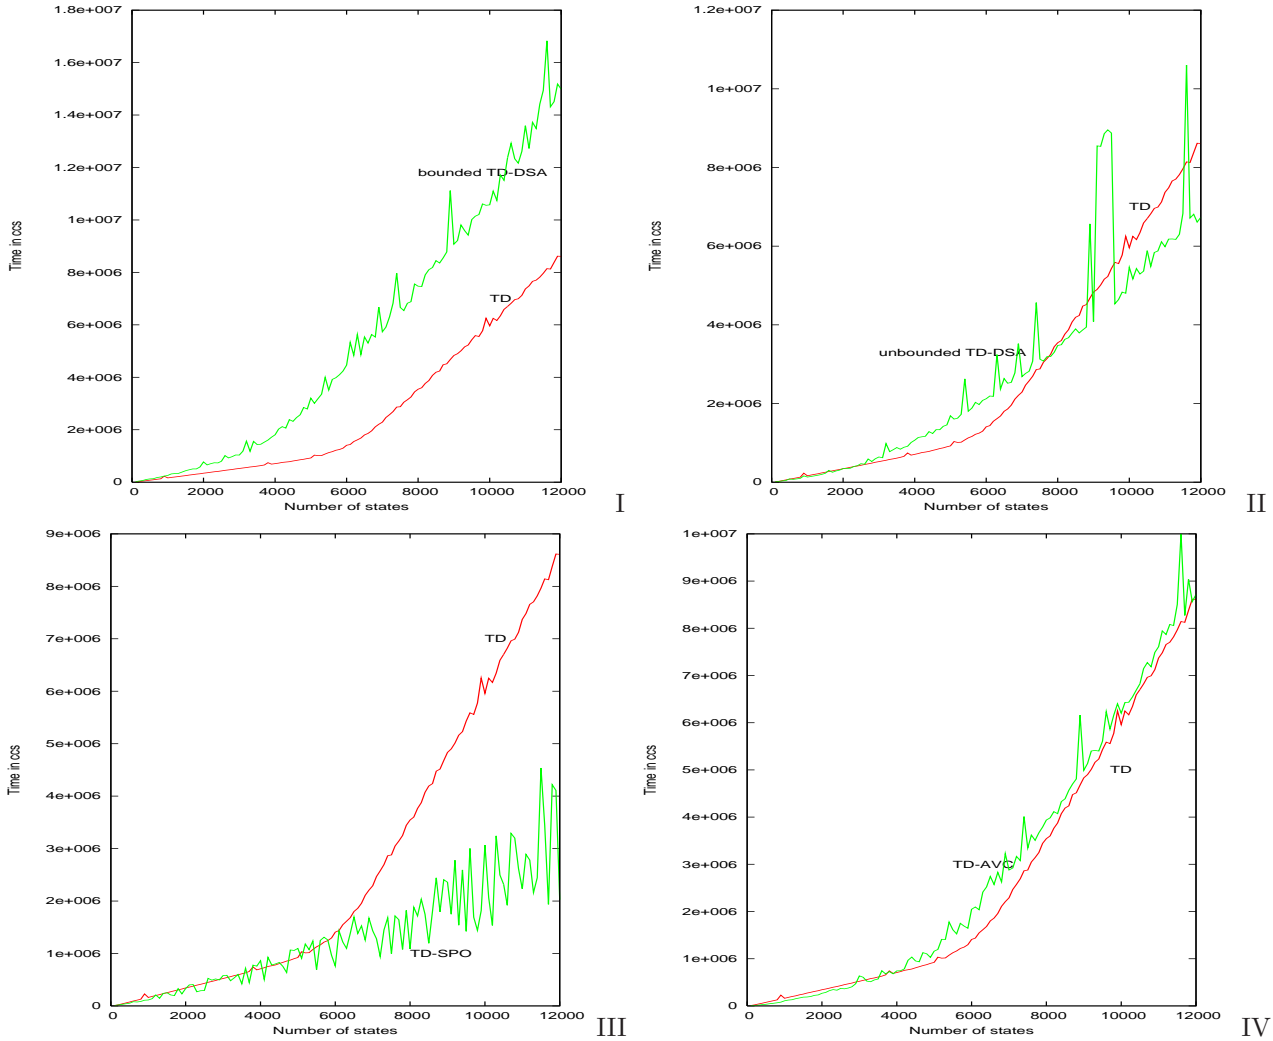 1.8e+007
1.6e+007
1.4e+007
1.2e+007
1e+007
8e+006
6e+006
4e+006
2e+006
0
0 2000 4000 6000 8000 10000 12000
Time in ccs
Number of states
bounded TD-DSA
TD
I
1.2e+007
1e+007
8e+006
6e+006
4e+006
2e+006
0
0 2000 4000 6000 8000 10000 12000
Time in ccs
Number of states
unbounded TD-DSA
TD
II
9e+006
8e+006
7e+006
6e+006
5e+006
4e+006
3e+006
2e+006
1e+006
0
0 2000 4000 6000 8000 10000 12000
Time in ccs
Number of states
TD
TD-SPO
III
1e+007
9e+006
8e+006
7e+006
6e+006
5e+006
4e+006
3e+006
2e+006
1e+006
0
0 2000 4000 6000 8000 10000 12000
Time in ccs
Number of states
TD-AVC
TD
IV